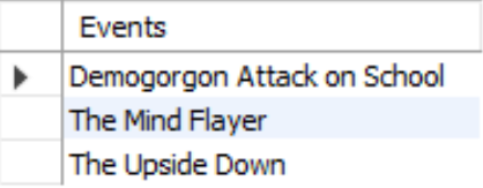 Events
Demogorgon Attack on School
The Mind Flayer
The Upside Down